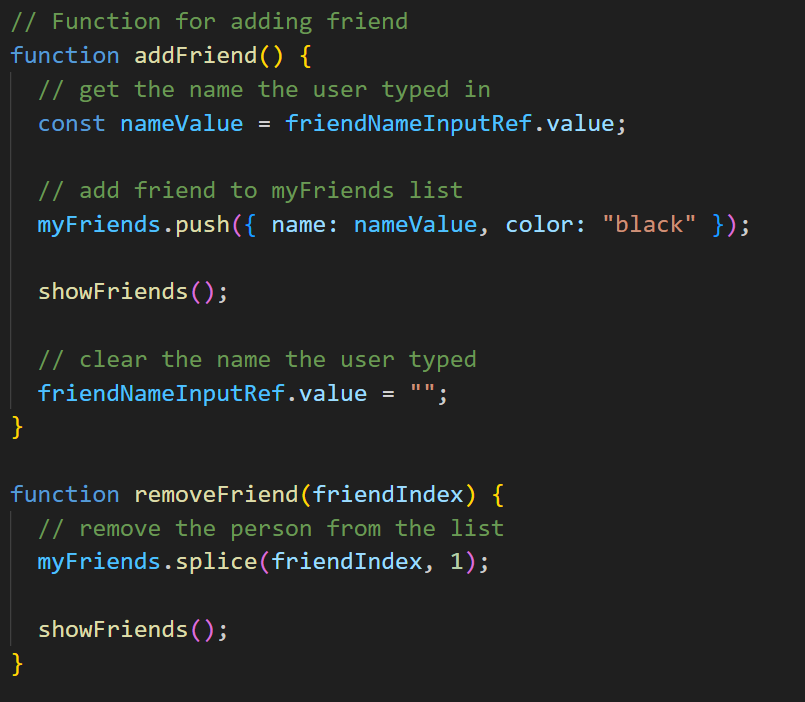 // Function for adding friend
function addFriend() {
  // get the name the user typed in
  const nameValue = friendNameInputRef.value;

  // add friend to myFriends list
  myFriends.push({ name: nameValue, color: "black" });

  showFriends();

  // clear the name the user typed
  friendNameInputRef.value = "";
}

function removeFriend(friendIndex) {
  // remove the person from the list
  myFriends.splice(friendIndex, 1);

  showFriends();
}